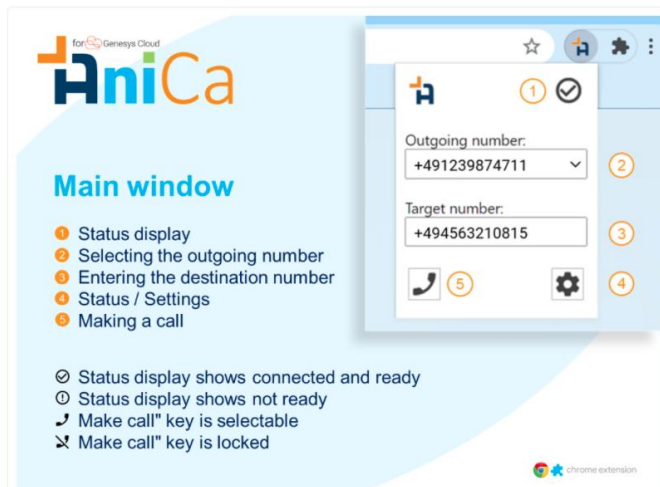 for Genesys Cloud
AniCa
Main window
1 Status display
2 Selecting the outgoing number
3 Entering the destination number
4 Status / Settings
5 Making a call
Status display shows connected and ready
Status display shows not ready
Make call" key is selectable
Make call" key is locked
1
Outgoing number:
+491239874711
2
Target number:
+494563210815
3
5
4
chrome extension